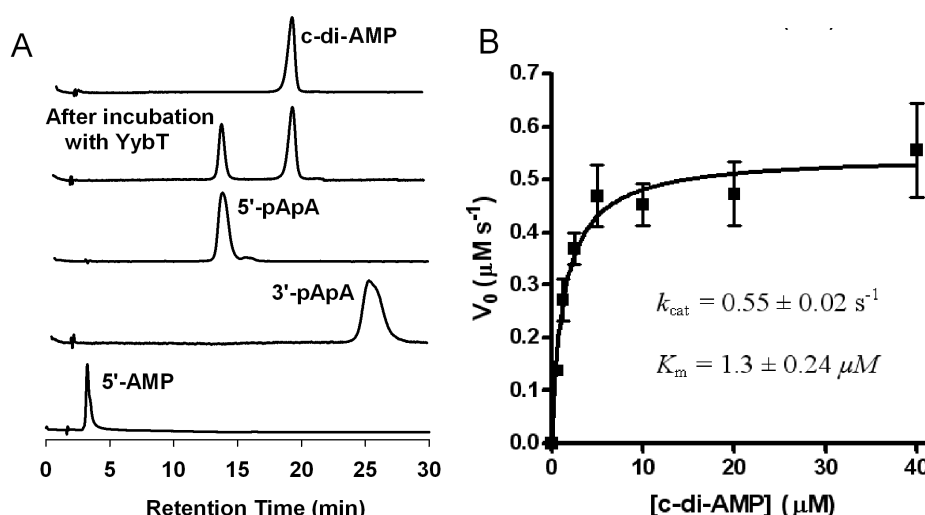 A
c-di-AMP
After incubation
with YybT
5'-pApA
3'-pApA
5'-AMP
0 5 10 15 20 25 30
Retention Time (min)
B
0.7
0.6
0.5
0.4
0.3
0.2
0.1
0.0
V0 (μM s-1)
kcat = 0.55 ± 0.02 s-1
Km = 1.3 ± 0.24 μM
0 10 20 30 40
[c-di-AMP] (μM)